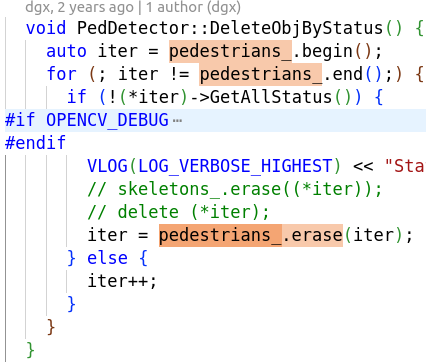 dgx, 2 years ago | 1 author (dgx)
void PedDetector::DeleteObjByStatus() {
auto iter = pedestrians_.begin();
for (; iter != pedestrians_.end();) {
if (!(*iter)->GetAllStatus()) {
#if OPENCV_DEBUG ⋯
#endif
VLOG(LOG_VERBOSE_HIGHEST) << "Sta
// skeletons_.erase((*iter));
// delete (*iter);
iter = pedestrians_.erase(iter);
} else {
iter++;
}
}
}